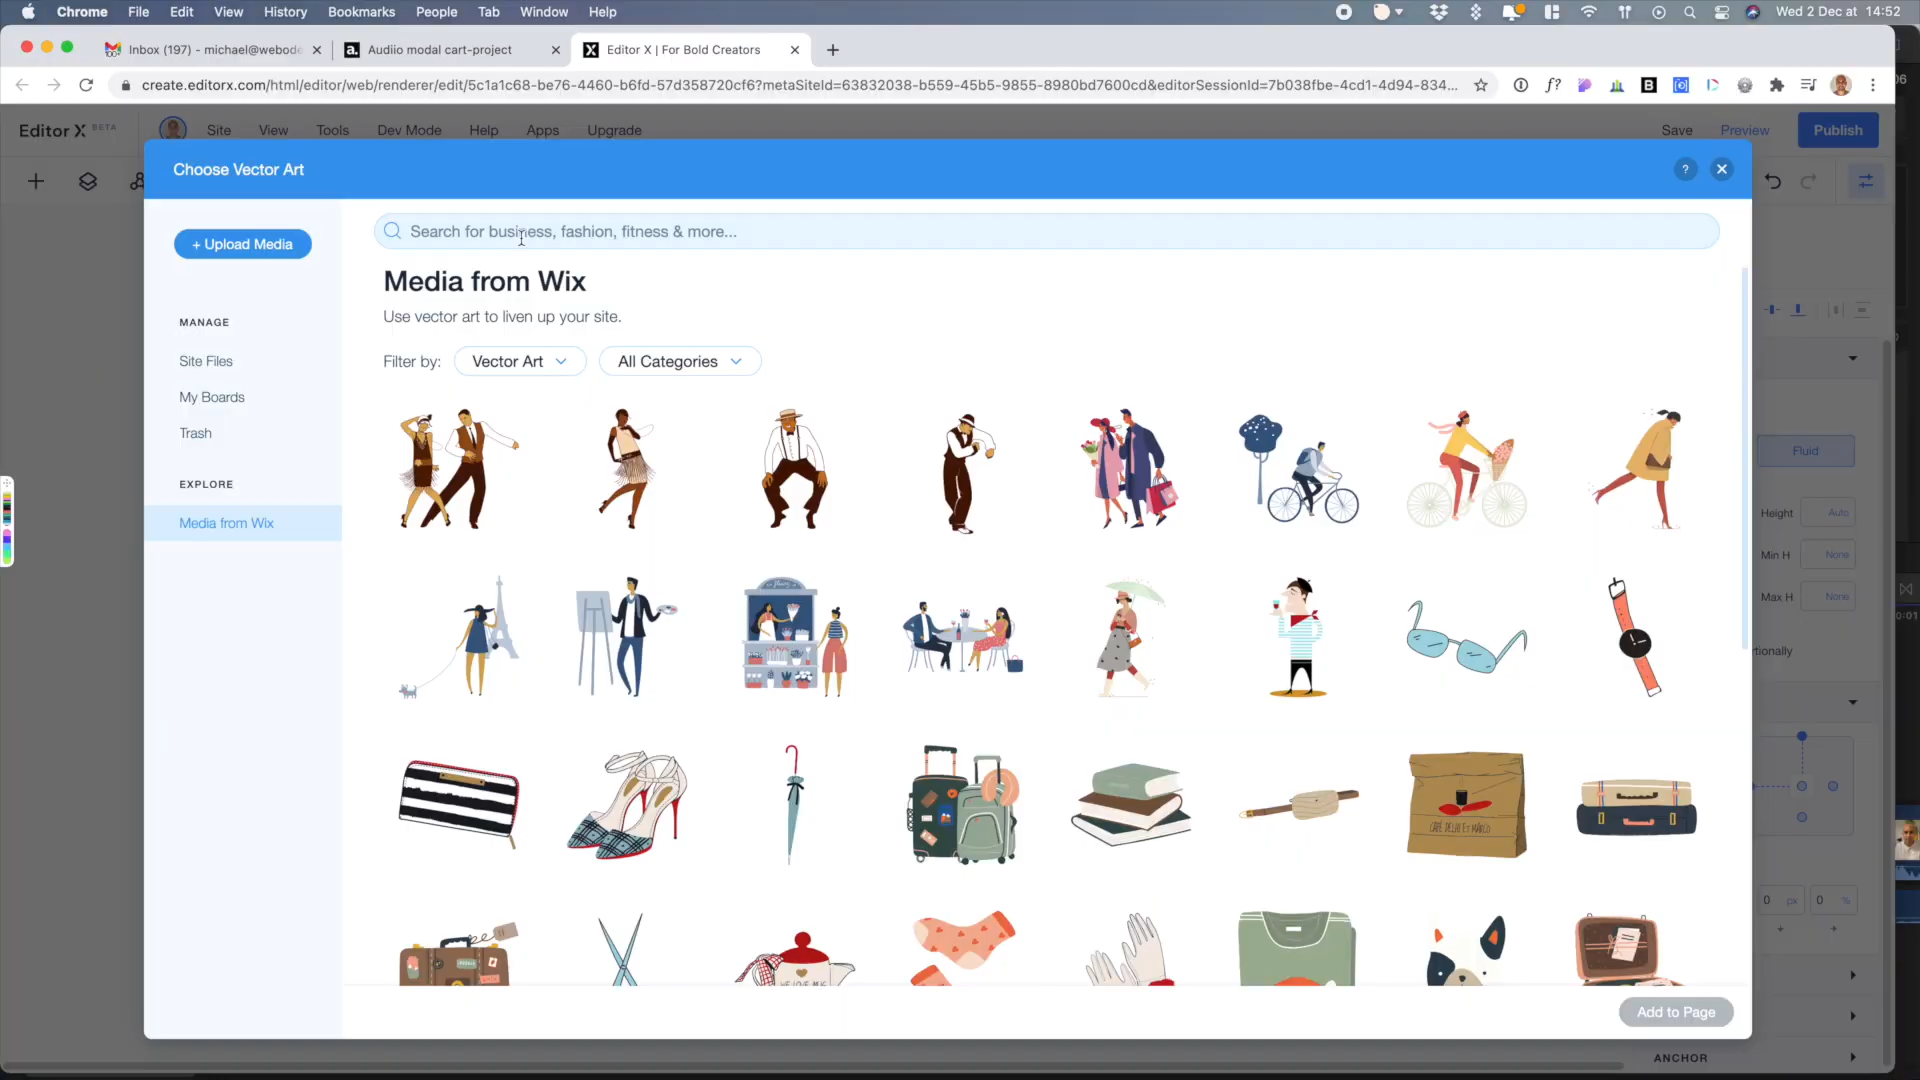 Chrome File Edit View History Bookmarks People Tab Window Help Wed 2 Dec at 14:52
Inbox (197) - michael@webode Audiio modal cart-project Editor X | For Bold Creators
create.editorx.com/html/editor/web/renderer/edit/5c1a1c68-be76-4460-b6fd-57d358720cf6?metaSiteId=63832038-b559-45b5-9855-8980bd7600cd&editorSessionId=7b038fbe-4cd1-4d94-834...
Editor X BETA Site View Tools Dev Mode Help Apps Upgrade Save Preview Publish
Choose Vector Art
+ Upload Media
Search for business, fashion, fitness & more...
Media from Wix
Use vector art to liven up your site.
Filter by: Vector Art All Categories
MANAGE
Site Files
My Boards
Trash
EXPLORE
Media from Wix
Fluid
Height Auto
Min H None
Max H None
tionally
0 px 0 %
Add to Page
ANCHOR